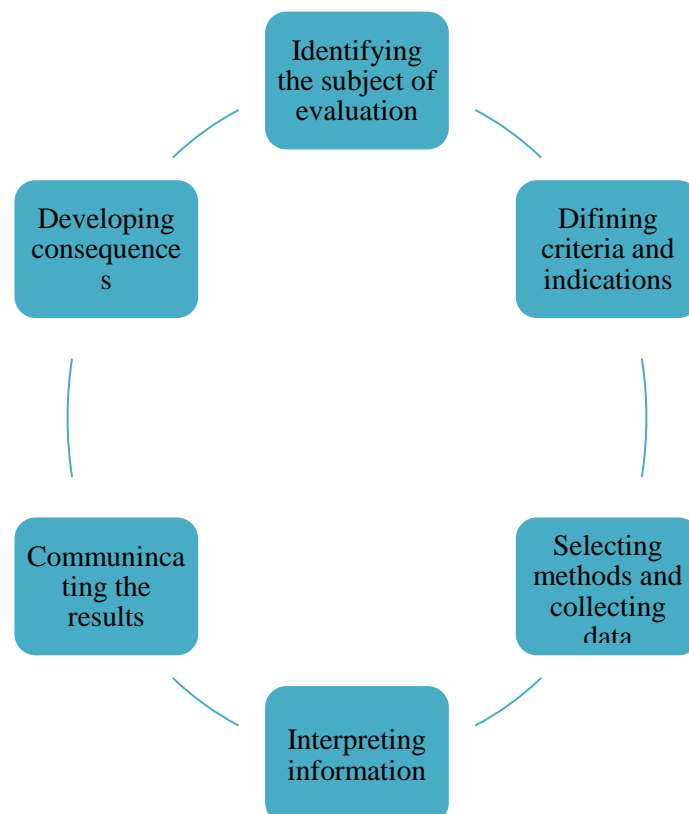 Identifying
the subject of
evaluation
Difining
criteria and
indications
Selecting
methods and
collecting
data
Interpreting
information
Communinca
ting the
results
Developing
consequence
s